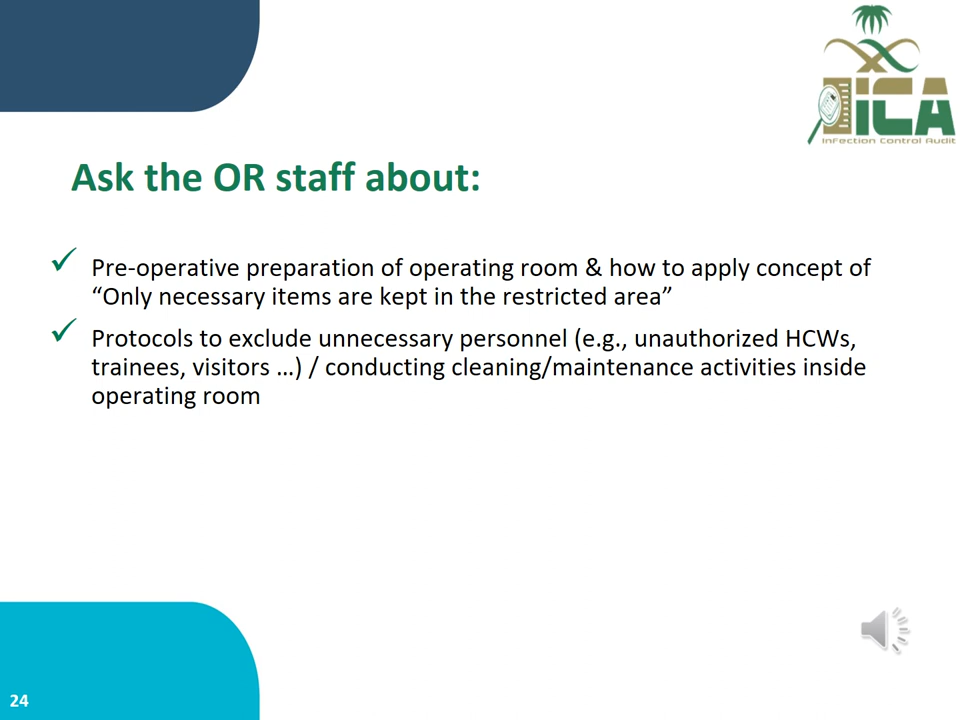 iCA
InFection Control Audit
Ask the OR staff about:
✓ Pre-operative preparation of operating room & how to apply concept of
“Only necessary items are kept in the restricted area”
✓ Protocols to exclude unnecessary personnel (e.g., unauthorized HCWs,
trainees, visitors …) / conducting cleaning/maintenance activities inside
operating room
24